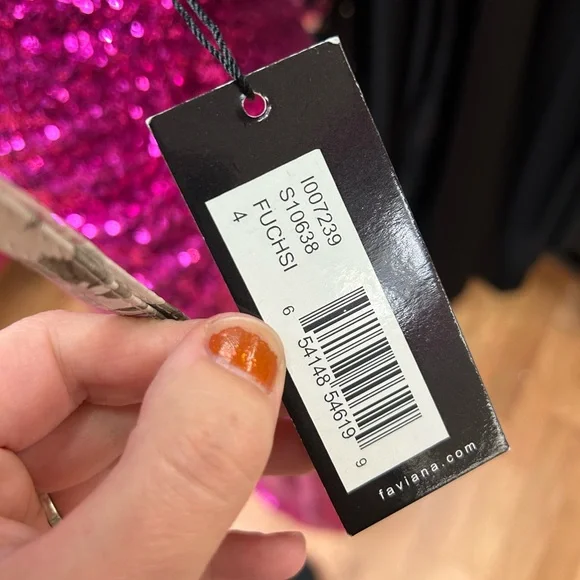 I007239
S10638
FUCHSI
4
6 54148 54619 9
faviana.com